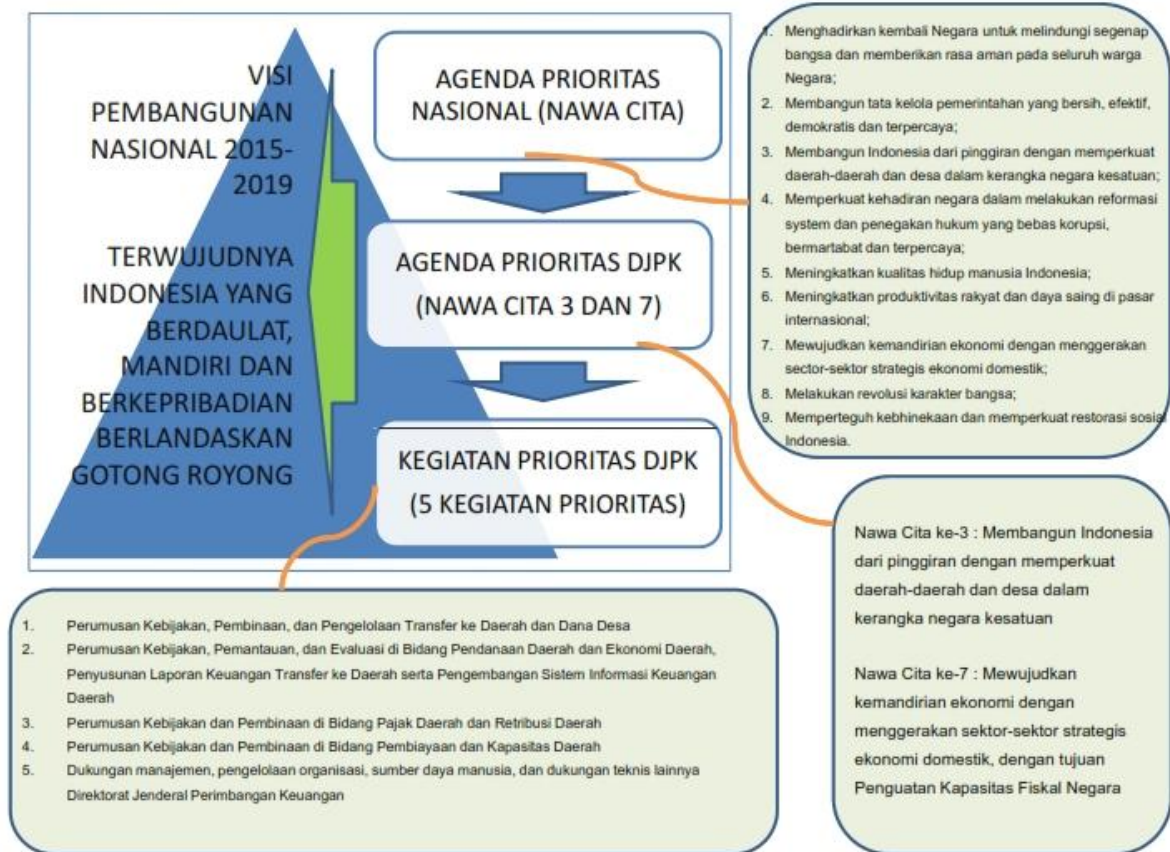 VISI
PEMBANGUNAN
NASIONAL 2015-
2019
TERWUJUDNYA
INDONESIA YANG
BERDAULAT,
MANDIRI DAN
BERKEPRIBADIAN
BERLANDASKAN
GOTONG ROYONG
AGENDA PRIORITAS
NASIONAL (NAWA CITA)
AGENDA PRIORITAS DJPK
(NAWA CITA 3 DAN 7)
KEGIATAN PRIORITAS DJPK
(5 KEGIATAN PRIORITAS)
1. Menghadirkan kembali Negara untuk melindungi segenap
bangsa dan memberikan rasa aman pada seluruh warga
Negara;
2. Membangun tata kelola pemerintahan yang bersih, efektif,
demokratis dan terpercaya;
3. Membangun Indonesia dari pinggiran dengan memperkuat
daerah-daerah dan desa dalam kerangka negara kesatuan;
4. Memperkuat kehadiran negara dalam melakukan reformasi
system dan penegakan hukum yang bebas korupsi,
bermartabat dan terpercaya;
5. Meningkatkan kualitas hidup manusia Indonesia;
6. Meningkatkan produktivitas rakyat dan daya saing di pasar
internasional;
7. Mewujudkan kemandirian ekonomi dengan menggerakan
sector-sektor strategis ekonomi domestik;
8. Melakukan revolusi karakter bangsa;
9. Memperteguh kebhinekaan dan memperkuat restorasi sosial
Indonesia.
Nawa Cita ke-3 : Membangun Indonesia
dari pinggiran dengan memperkuat
daerah-daerah dan desa dalam
kerangka negara kesatuan
Nawa Cita ke-7 : Mewujudkan
kemandirian ekonomi dengan
menggerakan sektor-sektor strategis
ekonomi domestik, dengan tujuan
Penguatan Kapasitas Fiskal Negara
1. Perumusan Kebijakan, Pembinaan, dan Pengelolaan Transfer ke Daerah dan Dana Desa
2. Perumusan Kebijakan, Pemantauan, dan Evaluasi di Bidang Pendanaan Daerah dan Ekonomi Daerah,
Penyusunan Laporan Keuangan Transfer ke Daerah serta Pengembangan Sistem Informasi Keuangan
Daerah
3. Perumusan Kebijakan dan Pembinaan di Bidang Pajak Daerah dan Retribusi Daerah
4. Perumusan Kebijakan dan Pembinaan di Bidang Pembiayaan dan Kapasitas Daerah
5. Dukungan manajemen, pengelolaan organisasi, sumber daya manusia, dan dukungan teknis lainnya
Direktorat Jenderal Perimbangan Keuangan